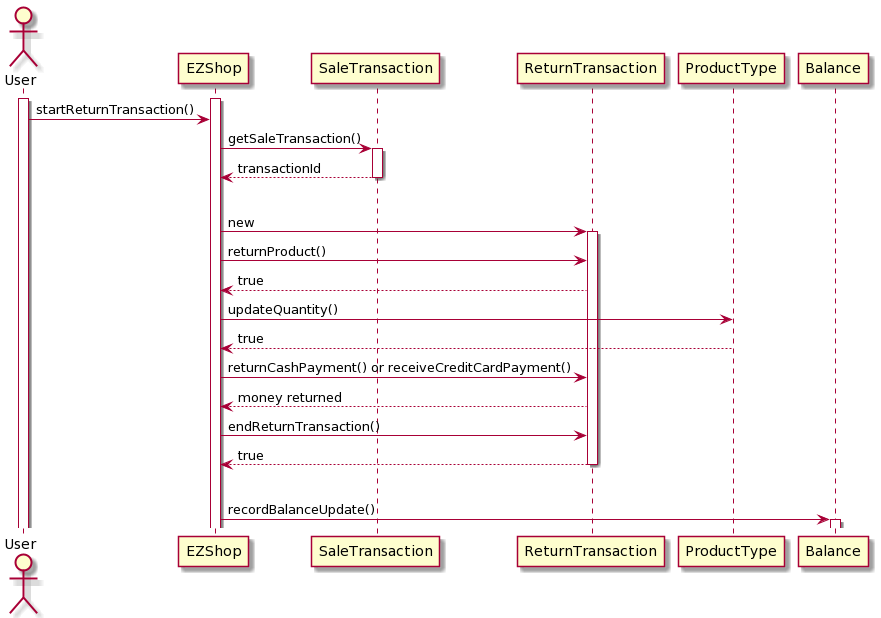 User
EZShop
SaleTransaction
ReturnTransaction
ProductType
Balance
startReturnTransaction()
getSaleTransaction()
transactionId
new
returnProduct()
true
updateQuantity()
true
returnCashPayment() or receiveCreditCardPayment()
money returned
endReturnTransaction()
true
recordBalanceUpdate()
User
EZShop
SaleTransaction
ReturnTransaction
ProductType
Balance